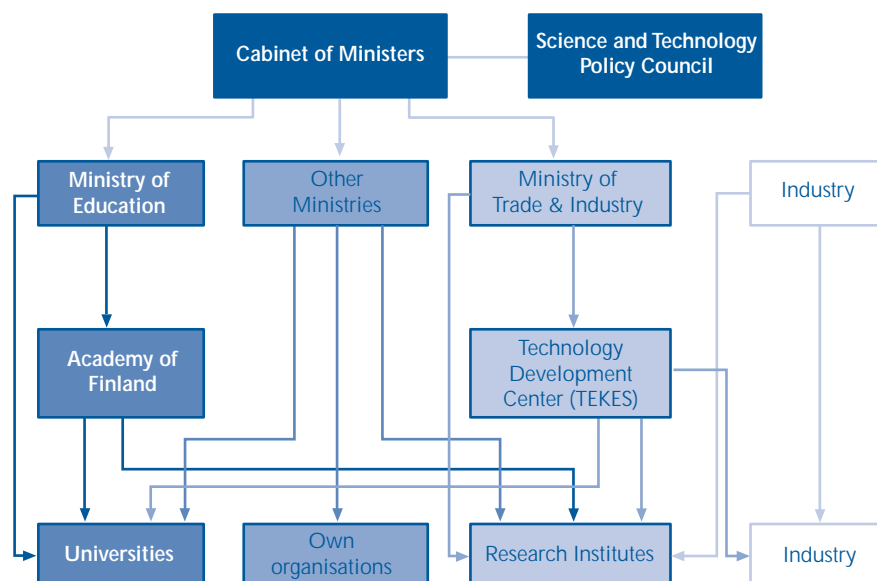 Cabinet of Ministers
Science and Technology
Policy Council
Ministry of
Education
Other
Ministries
Ministry of
Trade & Industry
Industry
Academy of
Finland
Technology
Development
Center (TEKES)
Universities
Own
organisations
Research Institutes
Industry